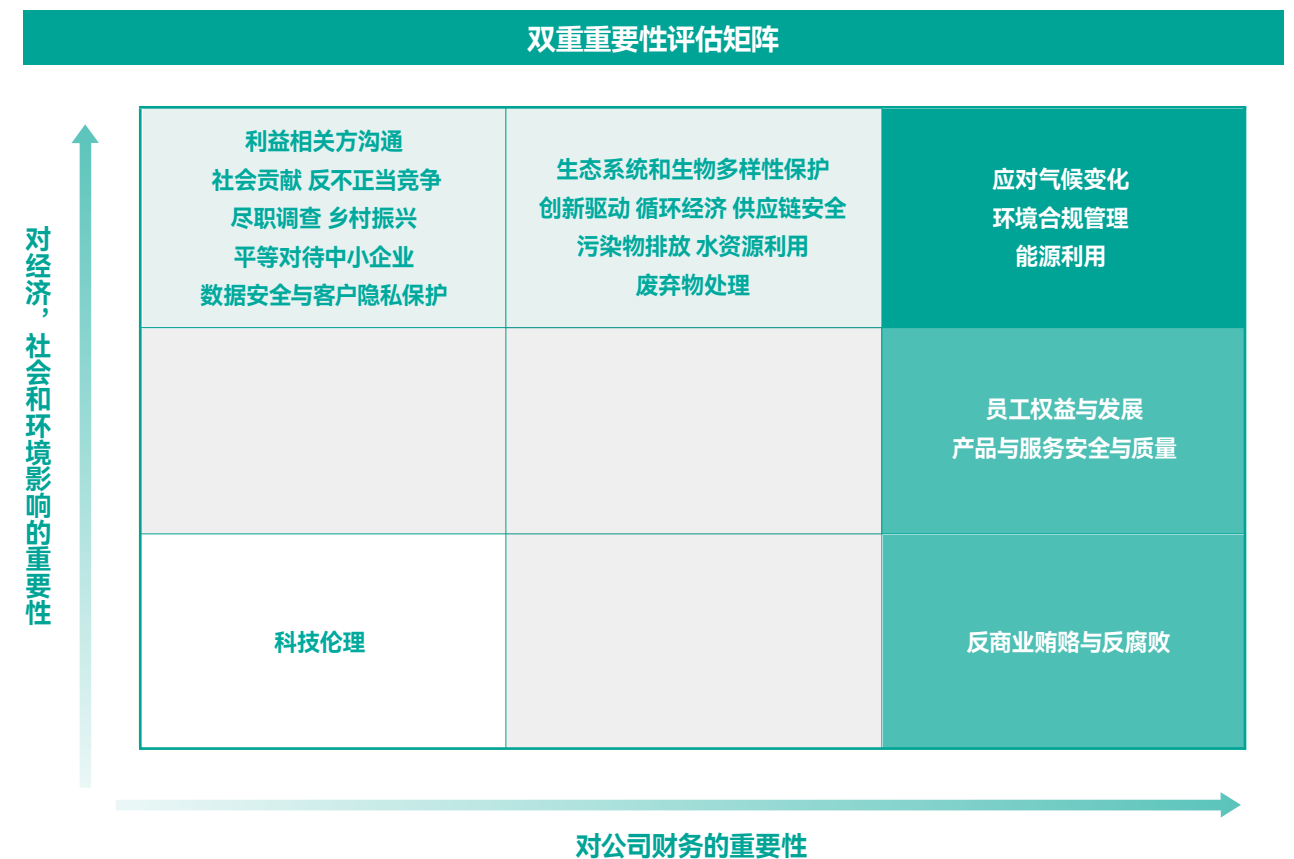 双重重要性评估矩阵
对经济，社会和环境影响的重要性
利益相关方沟通
社会贡献 反不正当竞争
尽职调查 乡村振兴
平等对待中小企业
数据安全与客户隐私保护
生态系统和生物多样性保护
创新驱动 循环经济 供应链安全
污染物排放 水资源利用
废弃物处理
应对气候变化
环境合规管理
能源利用
员工权益与发展
产品与服务安全与质量
科技伦理
反商业贿赂与反腐败
对公司财务的重要性